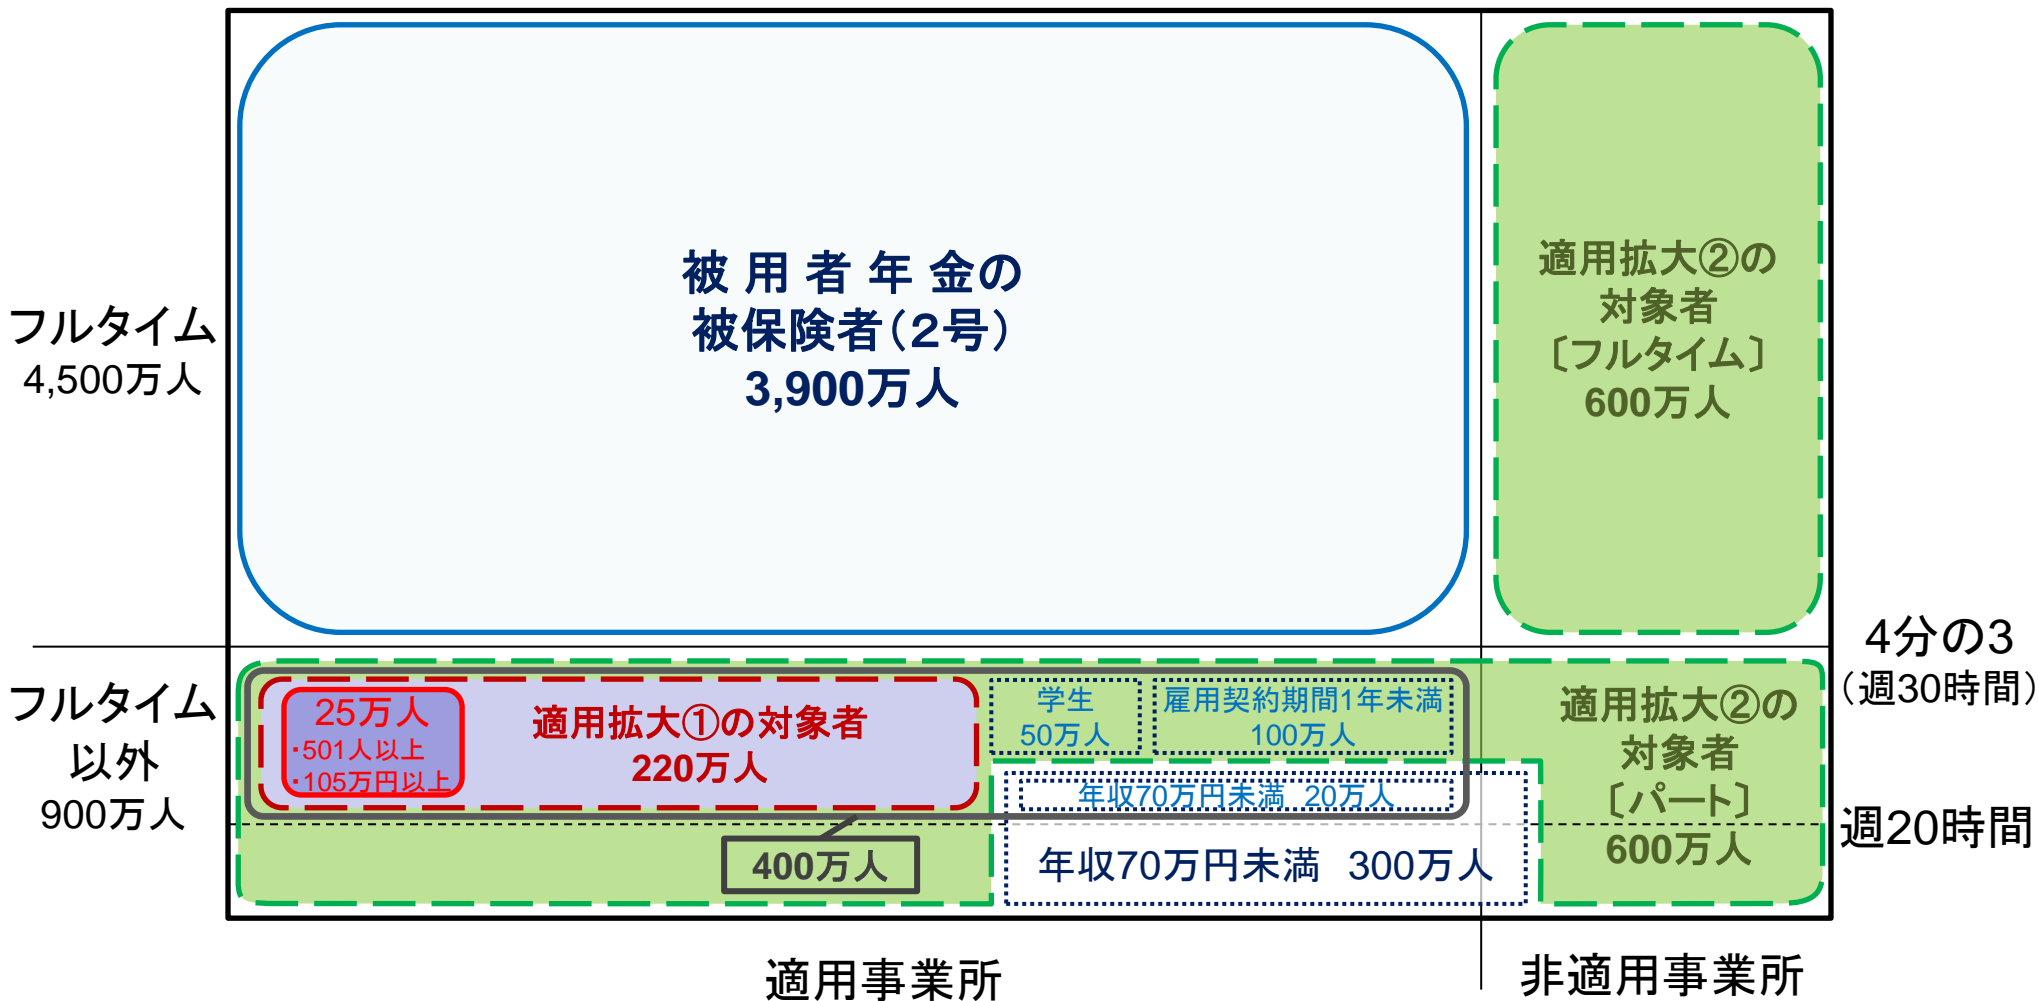 フルタイム
4,500万人
被用者年金の
被保険者（２号）
3,900万人
適用拡大②の
対象者
〔フルタイム〕
600万人
4分の3
（週30時間）
フルタイム
以外
900万人
25万人
・501人以上
・105万円以上
適用拡大①の対象者
220万人
学生
50万人
雇用契約期間1年未満
100万人
年収70万円未満 20万人
適用拡大②の
対象者
〔パート〕
600万人
週20時間
400万人
年収70万円未満 300万人
適用事業所
非適用事業所